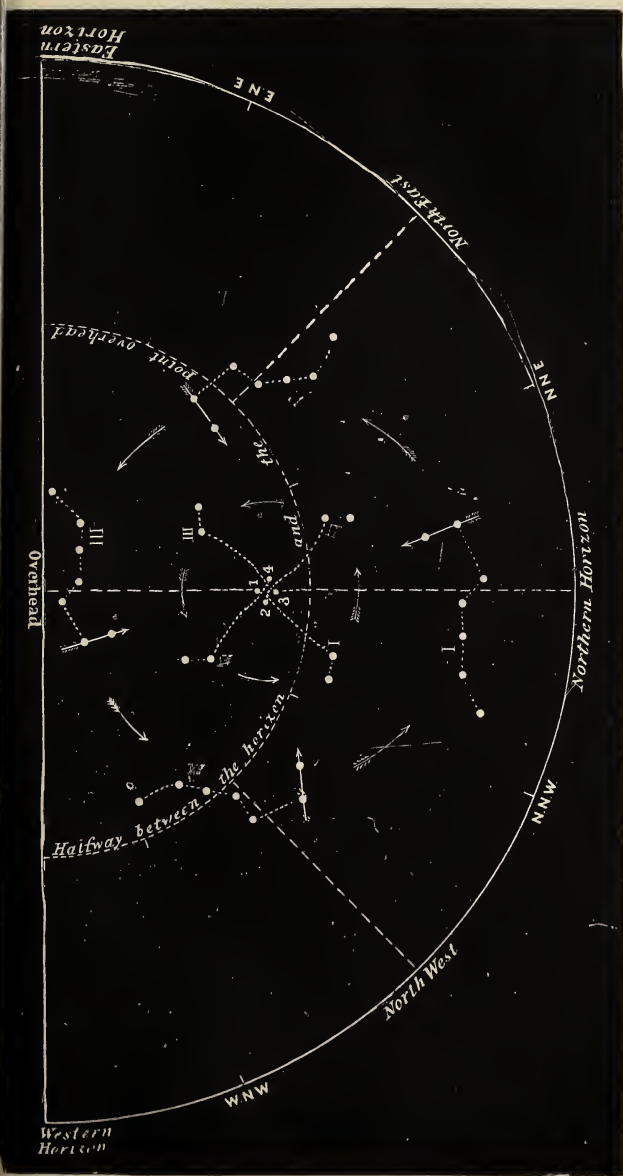 Eastern
Horizon
E N E
North East
N N E
Northern Horizon
N.N.W
North West
W.N.W
Western
Horizon
Overhead
Halfway between the horizon and the point overhead
I
I
II
III
III
1
2
3
4